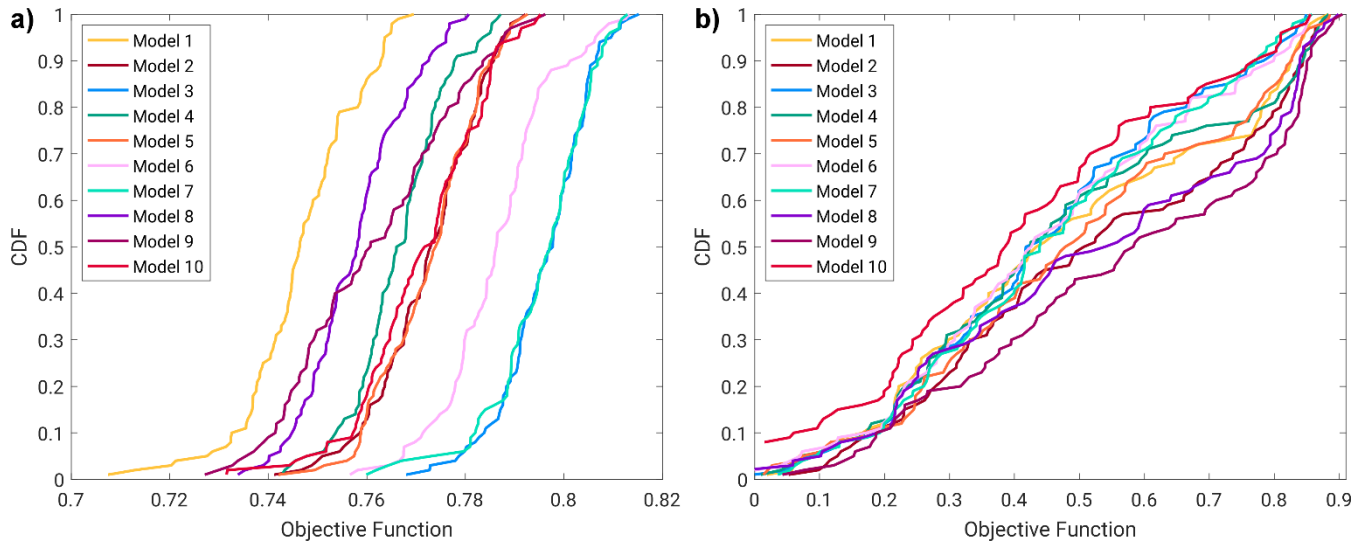 a)
1
0.9
0.8
0.7
0.6
0.5
0.4
0.3
0.2
0.1
0
CDF
Model 1
Model 2
Model 3
Model 4
Model 5
Model 6
Model 7
Model 8
Model 9
Model 10
0.7 0.72 0.74 0.76 0.78 0.8 0.82
Objective Function
b)
1
0.9
0.8
0.7
0.6
0.5
0.4
0.3
0.2
0.1
0
CDF
Model 1
Model 2
Model 3
Model 4
Model 5
Model 6
Model 7
Model 8
Model 9
Model 10
0 0.1 0.2 0.3 0.4 0.5 0.6 0.7 0.8 0.9
Objective Function